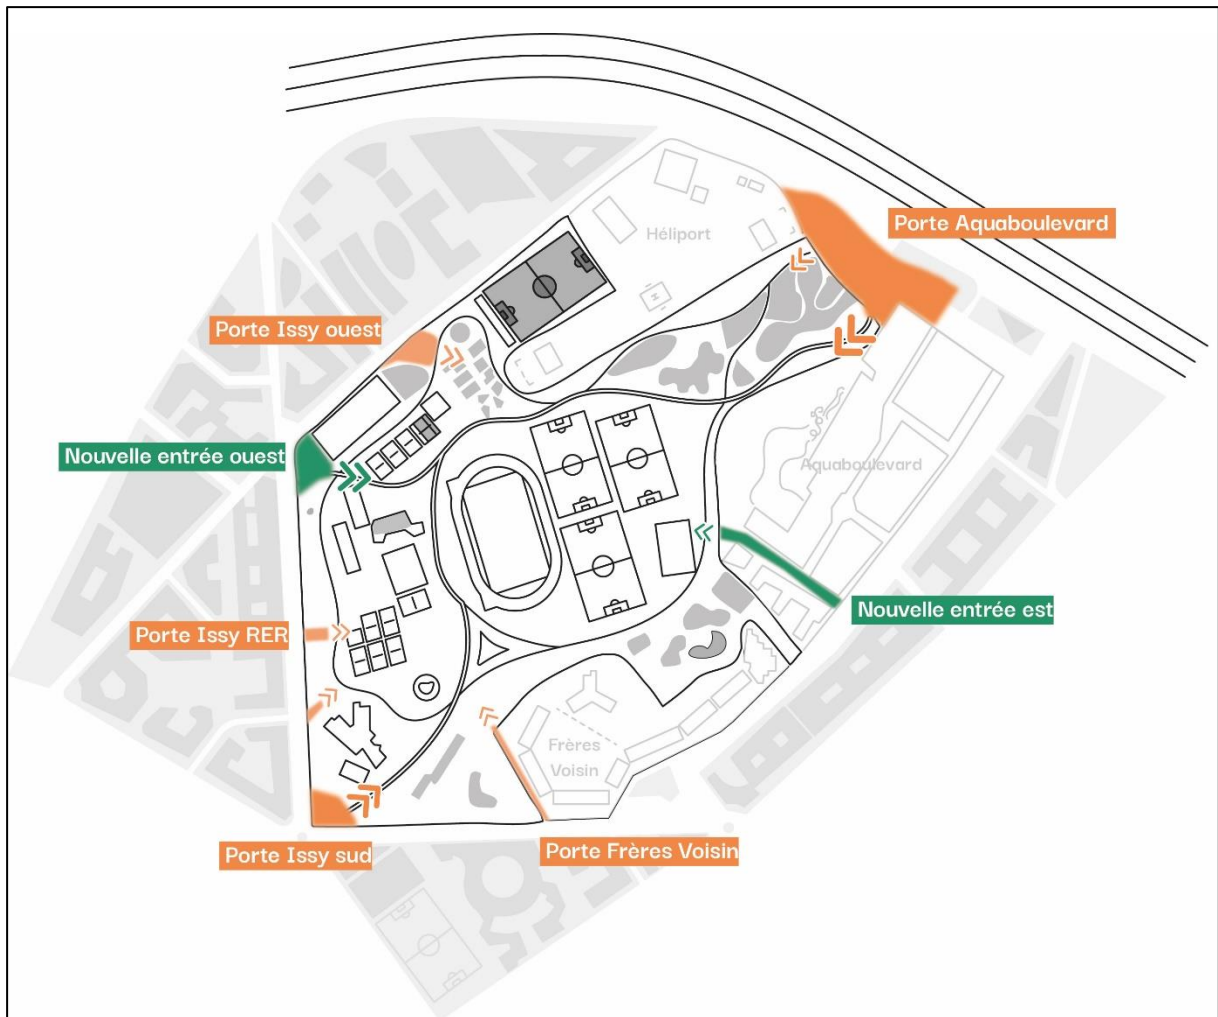 Porte Aquaboulevard
Héliport
Porte Issy ouest
H
Nouvelle entrée ouest
Aquaboulevard
Nouvelle entrée est
Porte Issy RER
Frères
Voisin
Porte Issy sud
Porte Frères Voisin